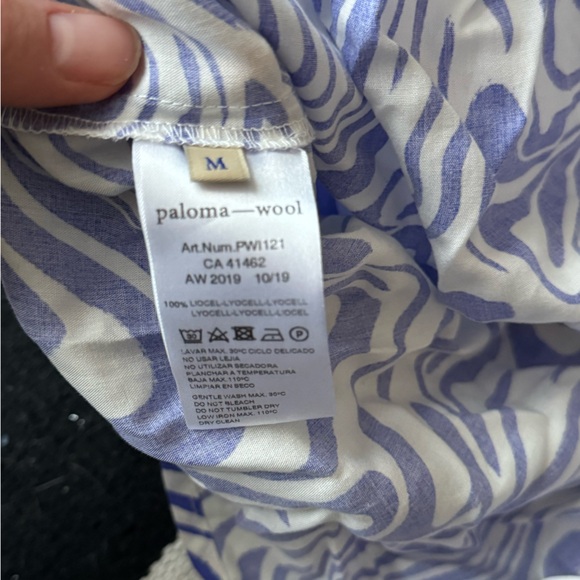 M
paloma—wool
Art.Num.PWI121
CA 41462
AW 2019 10/19
100% LIOCEL-LYOCELL-LYOCELL
LYOCELL-LYOCELL-LYOCELL
P
LAVAR MAX. 30ºC CICLO DELICADO
NO USAR LEJIA
NO UTILIZAR SECADORA
PLANCHAR A TEMPERATURA
BAJA MAX.110ºC
LIMPIAR EN SECO
GENTLE WASH MAX. 30ºC
DO NOT BLEACH
DO NOT TUMBLER DRY
LOW IRON MAX. 110ºC
DRY CLEAN